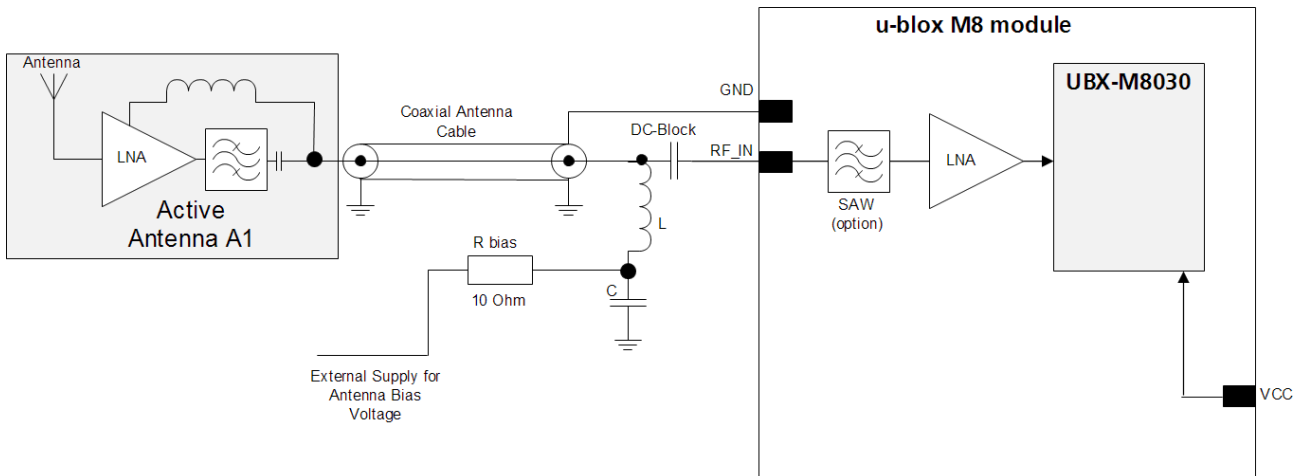 u-blox M8 module
Antenna
LNA
Active
Antenna A1
Coaxial Antenna
Cable
GND
DC-Block
RF_IN
L
R bias
10 Ohm
C
External Supply for
Antenna Bias
Voltage
SAW
(option)
LNA
UBX-M8030
VCC